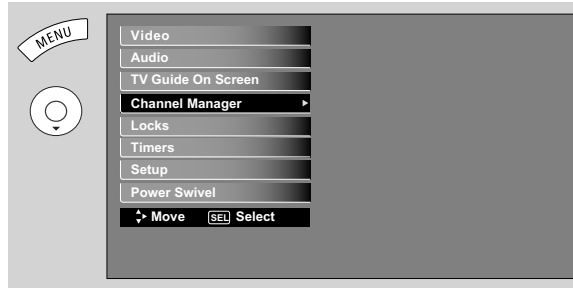 MENU
Video
Audio
TV Guide On Screen
Channel Manager
Locks
Timers
Setup
Power Swivel
Move SEL Select